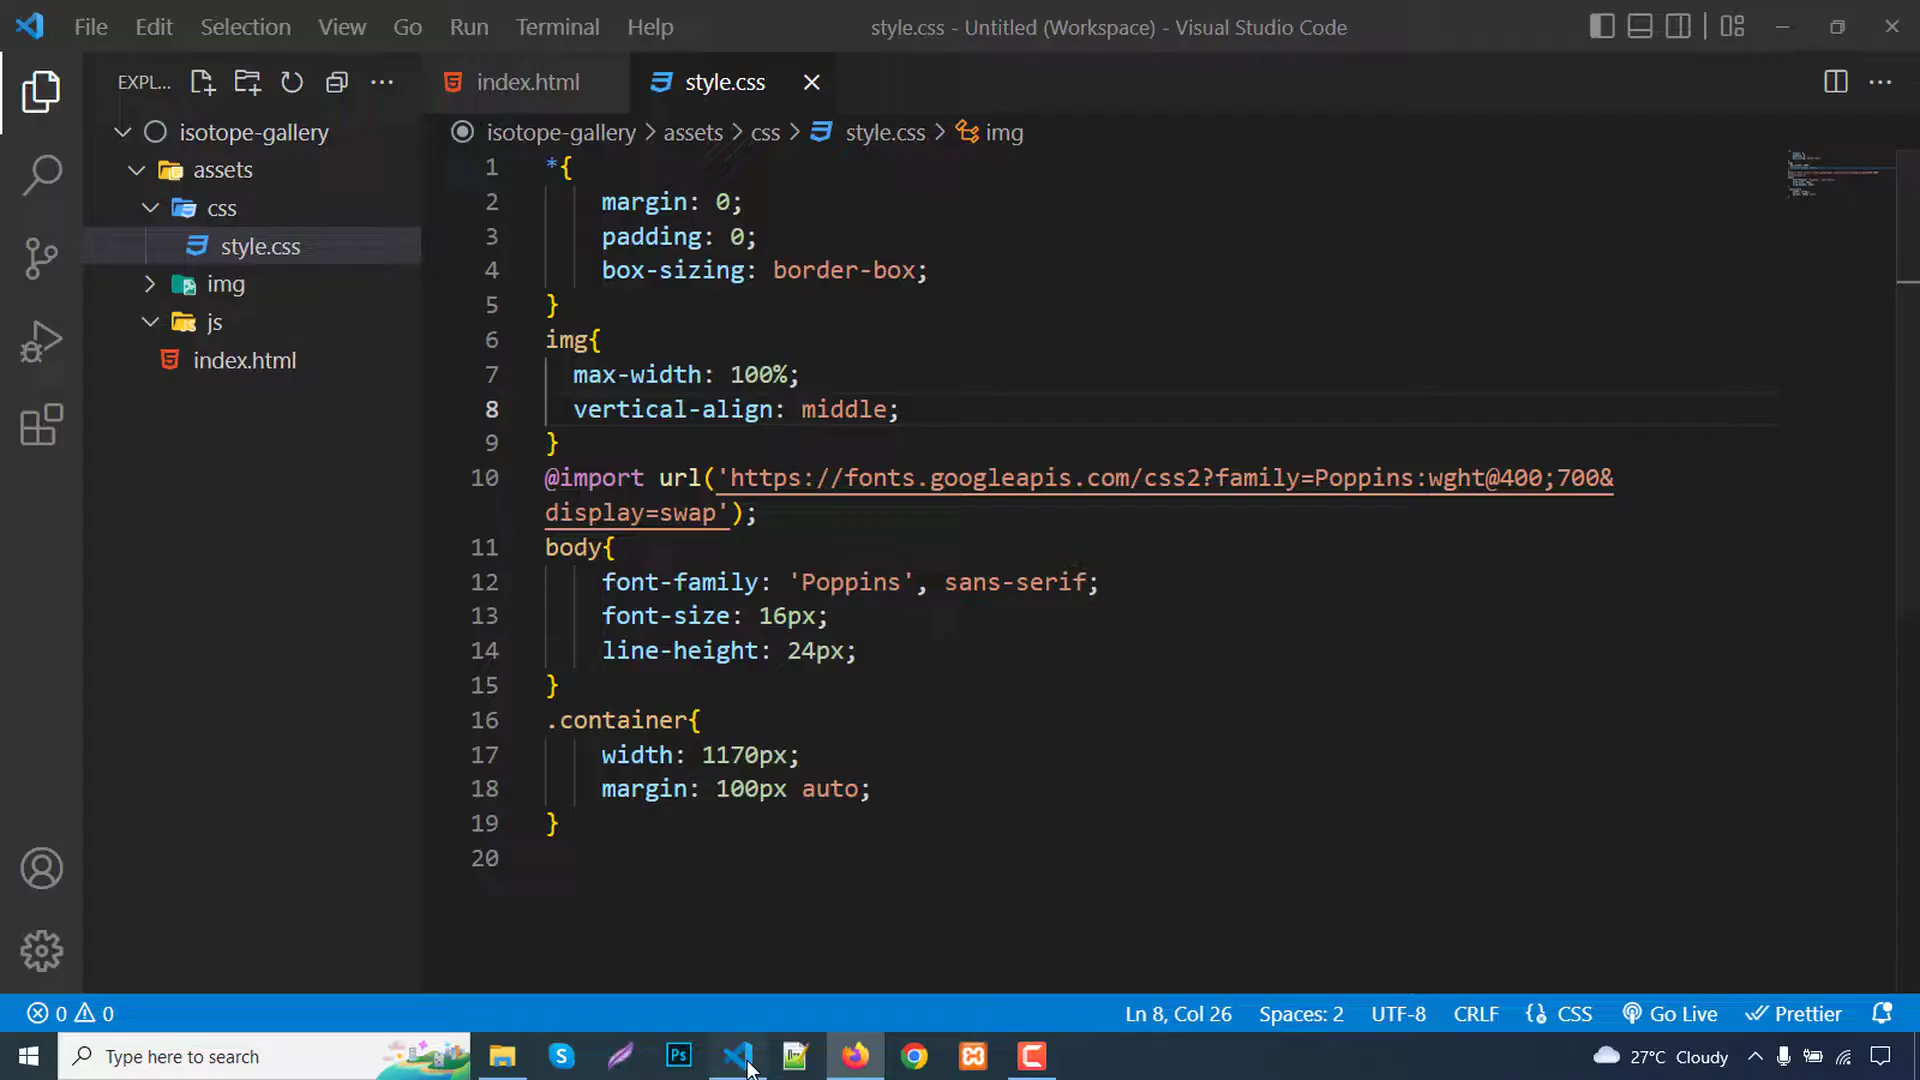 File Edit Selection View Go Run Terminal Help style.css - Untitled (Workspace) - Visual Studio Code
EXPL... index.html style.css
isotope-gallery
assets
css
style.css
img
js
index.html
isotope-gallery > assets > css > style.css > img
1 *{
2 margin: 0;
3 padding: 0;
4 box-sizing: border-box;
5 }
6 img{
7 max-width: 100%;
8 vertical-align: middle;
9 }
10 @import url('https://fonts.googleapis.com/css2?family=Poppins:wght@400;700&
display=swap');
11 body{
12 font-family: 'Poppins', sans-serif;
13 font-size: 16px;
14 line-height: 24px;
15 }
16 .container{
17 width: 1170px;
18 margin: 100px auto;
19 }
20
0 0 Ln 8, Col 26 Spaces: 2 UTF-8 CRLF CSS Go Live Prettier
Type here to search S Ps 27°C Cloudy